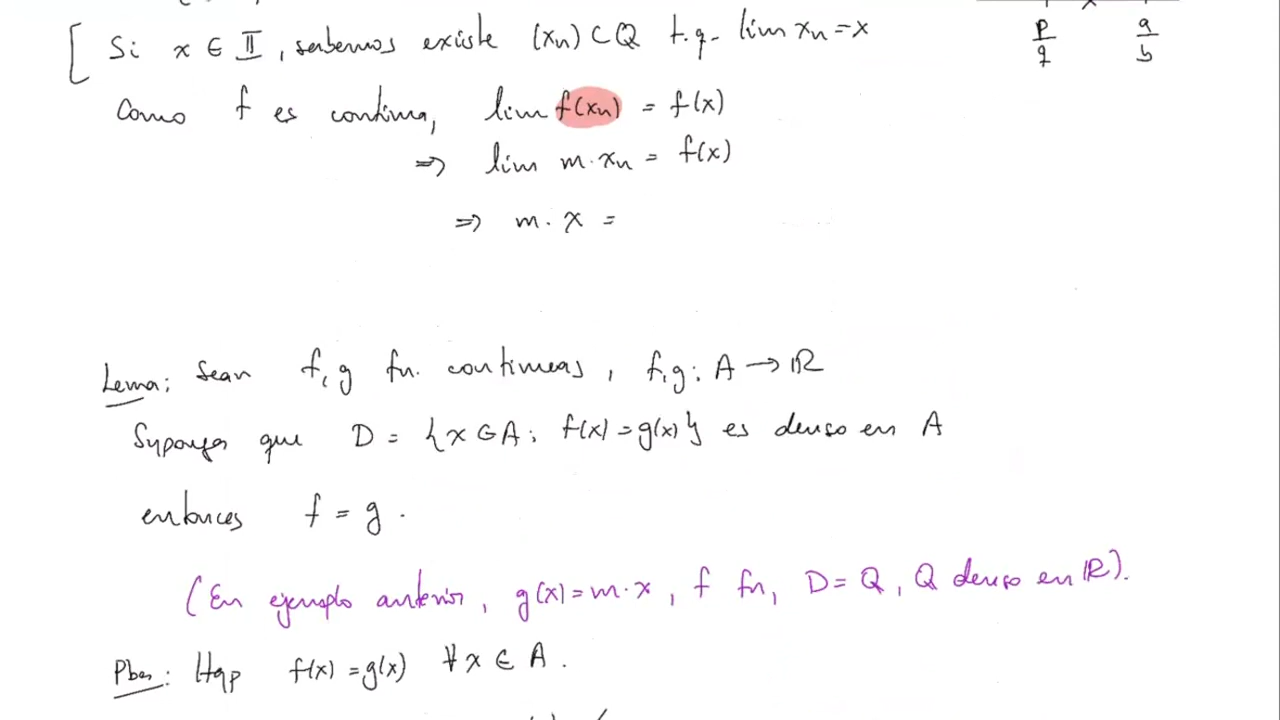 Si x ∈ 𝕀, sabemos existe (xn) ⊂ Q t.q. lim xn = x
p/q a/b
Como f es continua, lim f(xn) = f(x)
⇒ lim m·xn = f(x)
⇒ m·x =
Lema: Sean f, g fn. continuas, f,g: A → ℝ
Suponga que D = {x ∈ A; f(x) = g(x)} es denso en A
entonces f = g.
(En ejemplo anterior, g(x) = m·x, f fn, D = Q, Q denso en ℝ).
Pba: Hqp f(x) = g(x) ∀x ∈ A.